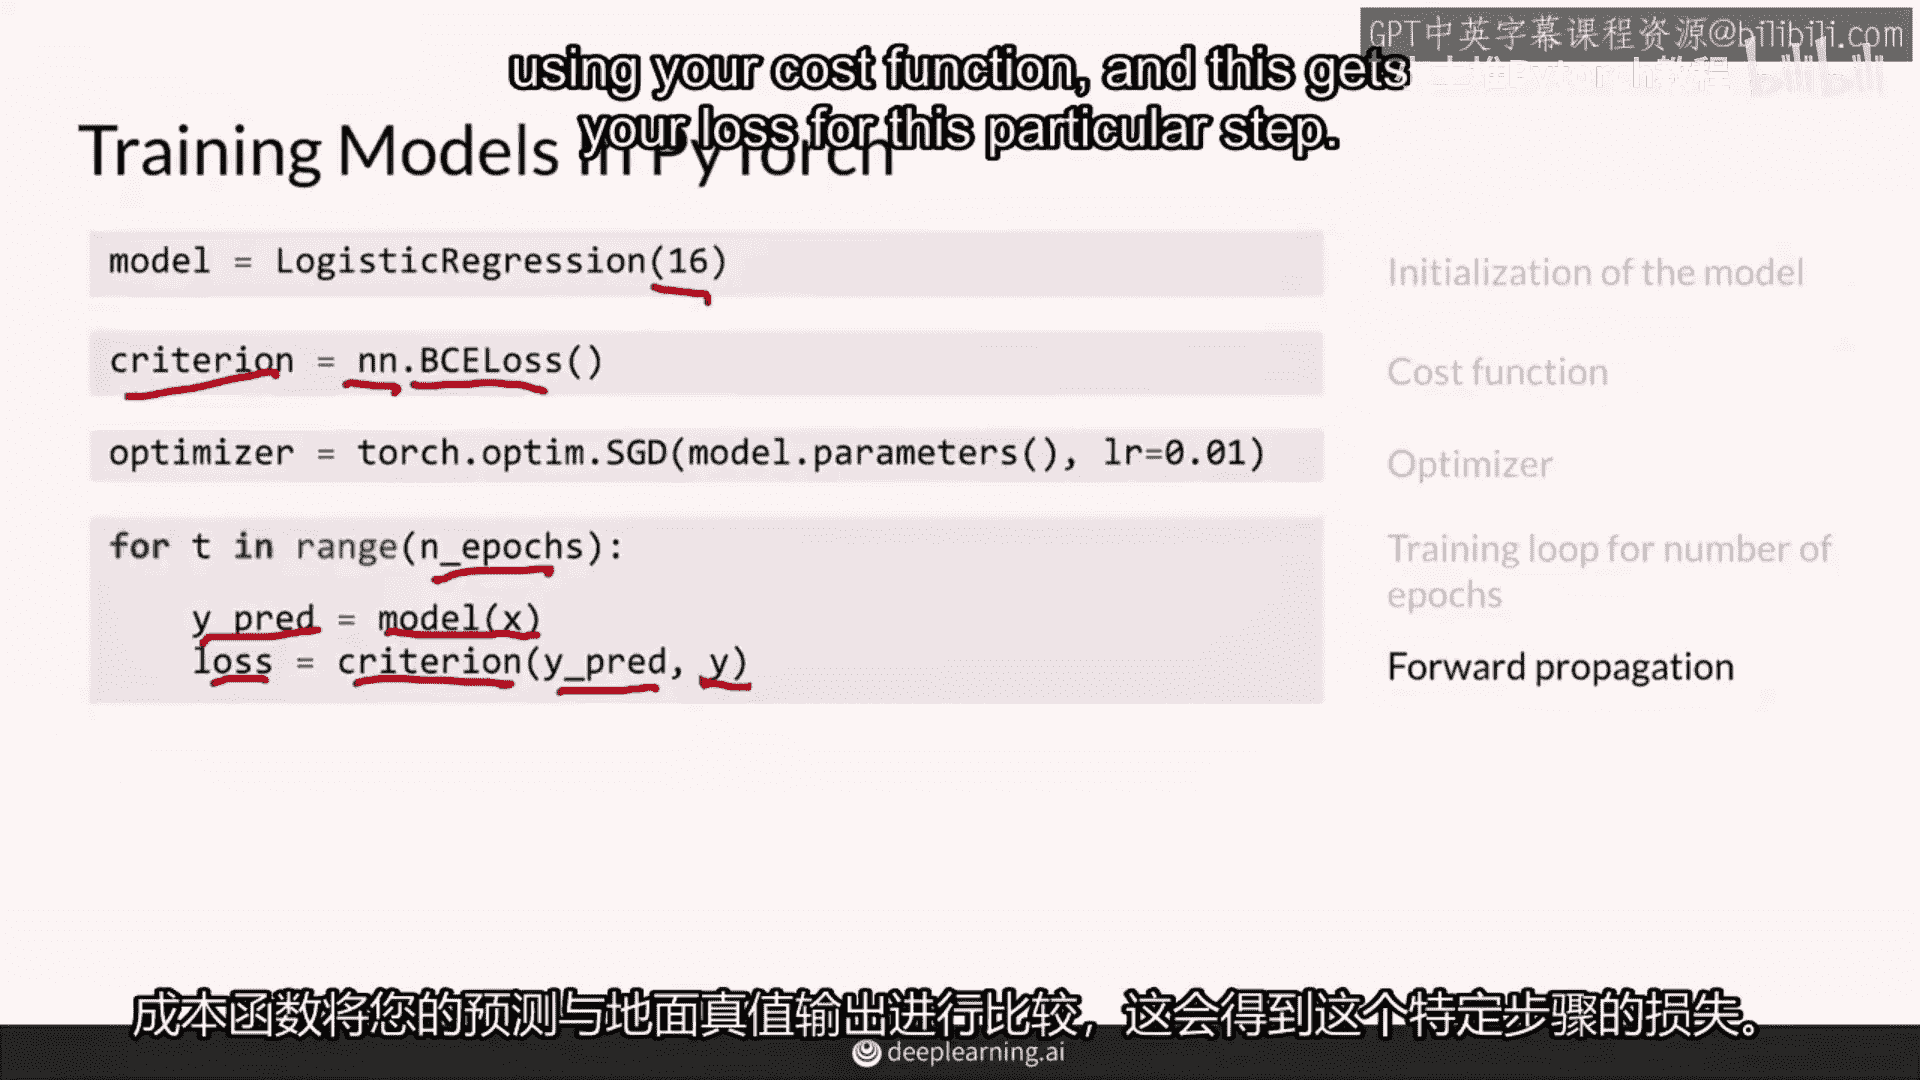 GPT中英字幕课程资源@bilibili.com
using your cost function, and this gets
your loss for this particular step.
Training Models in PyTorch
model = LogisticRegression(16)
Initialization of the model
criterion = nn.BCELoss()
Cost function
optimizer = torch.optim.SGD(model.parameters(), lr=0.01)
Optimizer
for t in range(n_epochs):
Training loop for number of
epochs
y_pred = model(x)
loss = criterion(y_pred, y)
Forward propagation
成本函数将您的预测与地面真值输出进行比较，这会得到这个特定步骤的损失。
deeplearning.ai